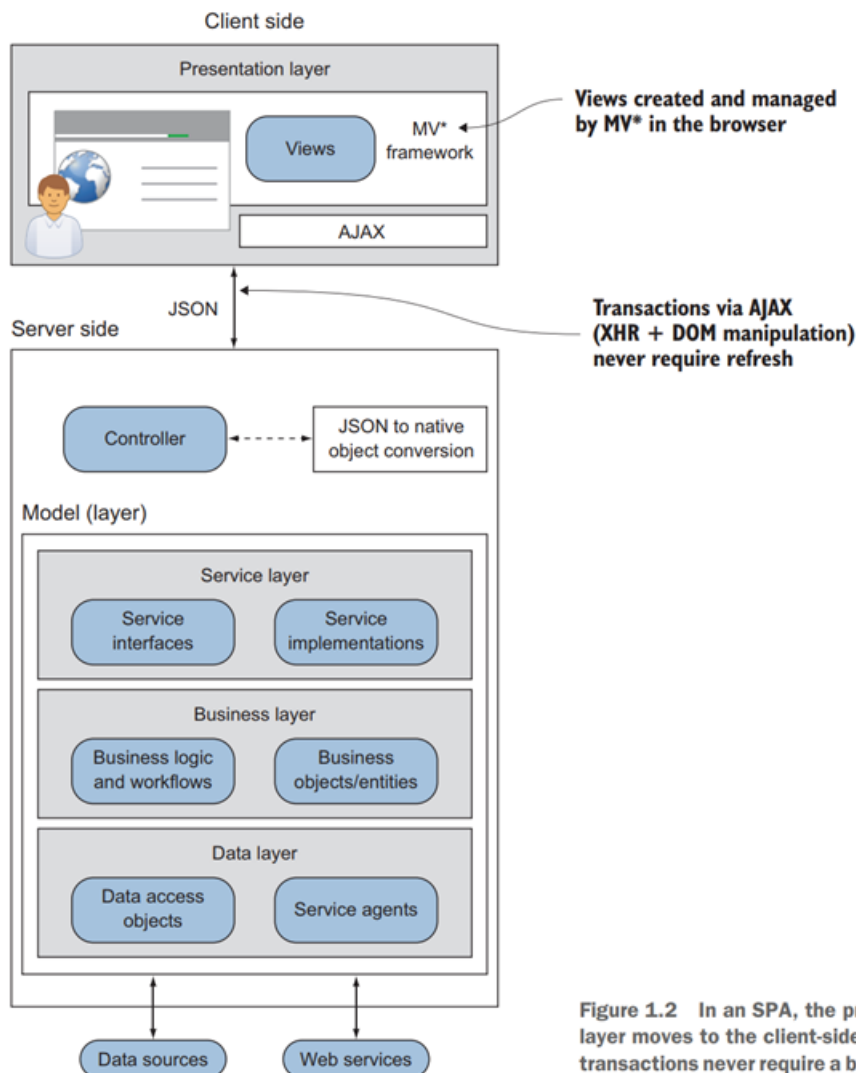 Client side
Presentation layer
Views
MV*
framework
AJAX
Views created and managed
by MV* in the browser
JSON
Transactions via AJAX
(XHR + DOM manipulation)
never require refresh
Server side
Controller
JSON to native
object conversion
Model (layer)
Service layer
Service
interfaces
Service
implementations
Business layer
Business logic
and workflows
Business
objects/entities
Data layer
Data access
objects
Service agents
Data sources
Web services
Figure 1.2 In an SPA, the
layer moves to the client-side
transactions never require a